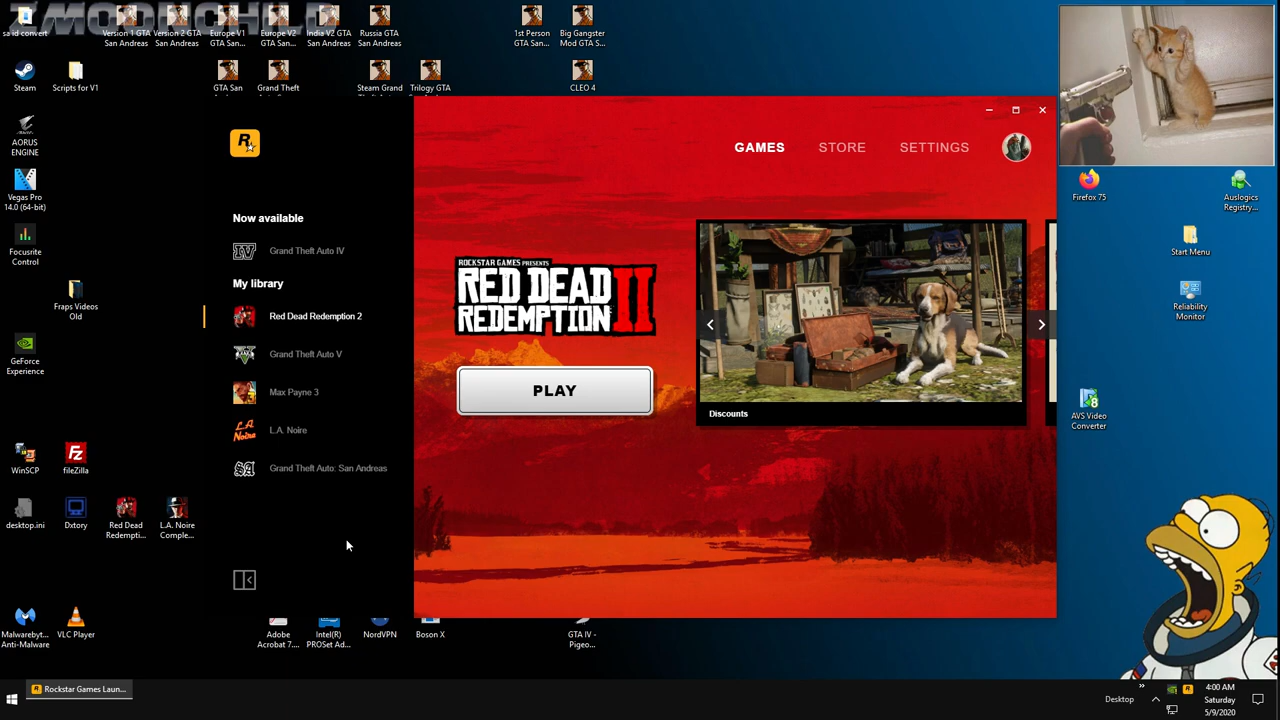 ZMOONCHILD
sa id convert
Version 1 GTA
San Andreas
Version 2 GTA
San Andreas
Europe V1
GTA San...
Europe V2
GTA San...
India V2 GTA
San Andreas
Russia GTA
San Andreas
1st Person
GTA San...
Big Gangster
Mod GTA S...
Steam
Scripts for V1
GTA San
Grand Theft
Steam Grand
Trilogy GTA
CLEO 4
AORUS
ENGINE
Vegas Pro
14.0 (64-bit)
Focusrite
Control
Fraps Videos
Old
GeForce
Experience
WinSCP
fileZilla
desktop.ini
Dxtory
Red Dead
Redempti...
L.A. Noire
Comple...
Malwarebyt...
Anti-Malware
VLC Player
Now available
Grand Theft Auto IV
My library
Red Dead Redemption 2
Grand Theft Auto V
Max Payne 3
L.A. Noire
Grand Theft Auto: San Andreas
GAMES
STORE
SETTINGS
ROCKSTAR GAMES PRESENTS
RED DEAD
REDEMPTION II
PLAY
Discounts
Firefox 75
Auslogics
Registry...
Start Menu
Reliability
Monitor
AVS Video
Converter
Adobe
Acrobat 7....
Intel(R)
PROSet Ad...
NordVPN
Boson X
GTA IV -
Pigeo...
Rockstar Games Laun...
Desktop
4:00 AM
Saturday
5/9/2020